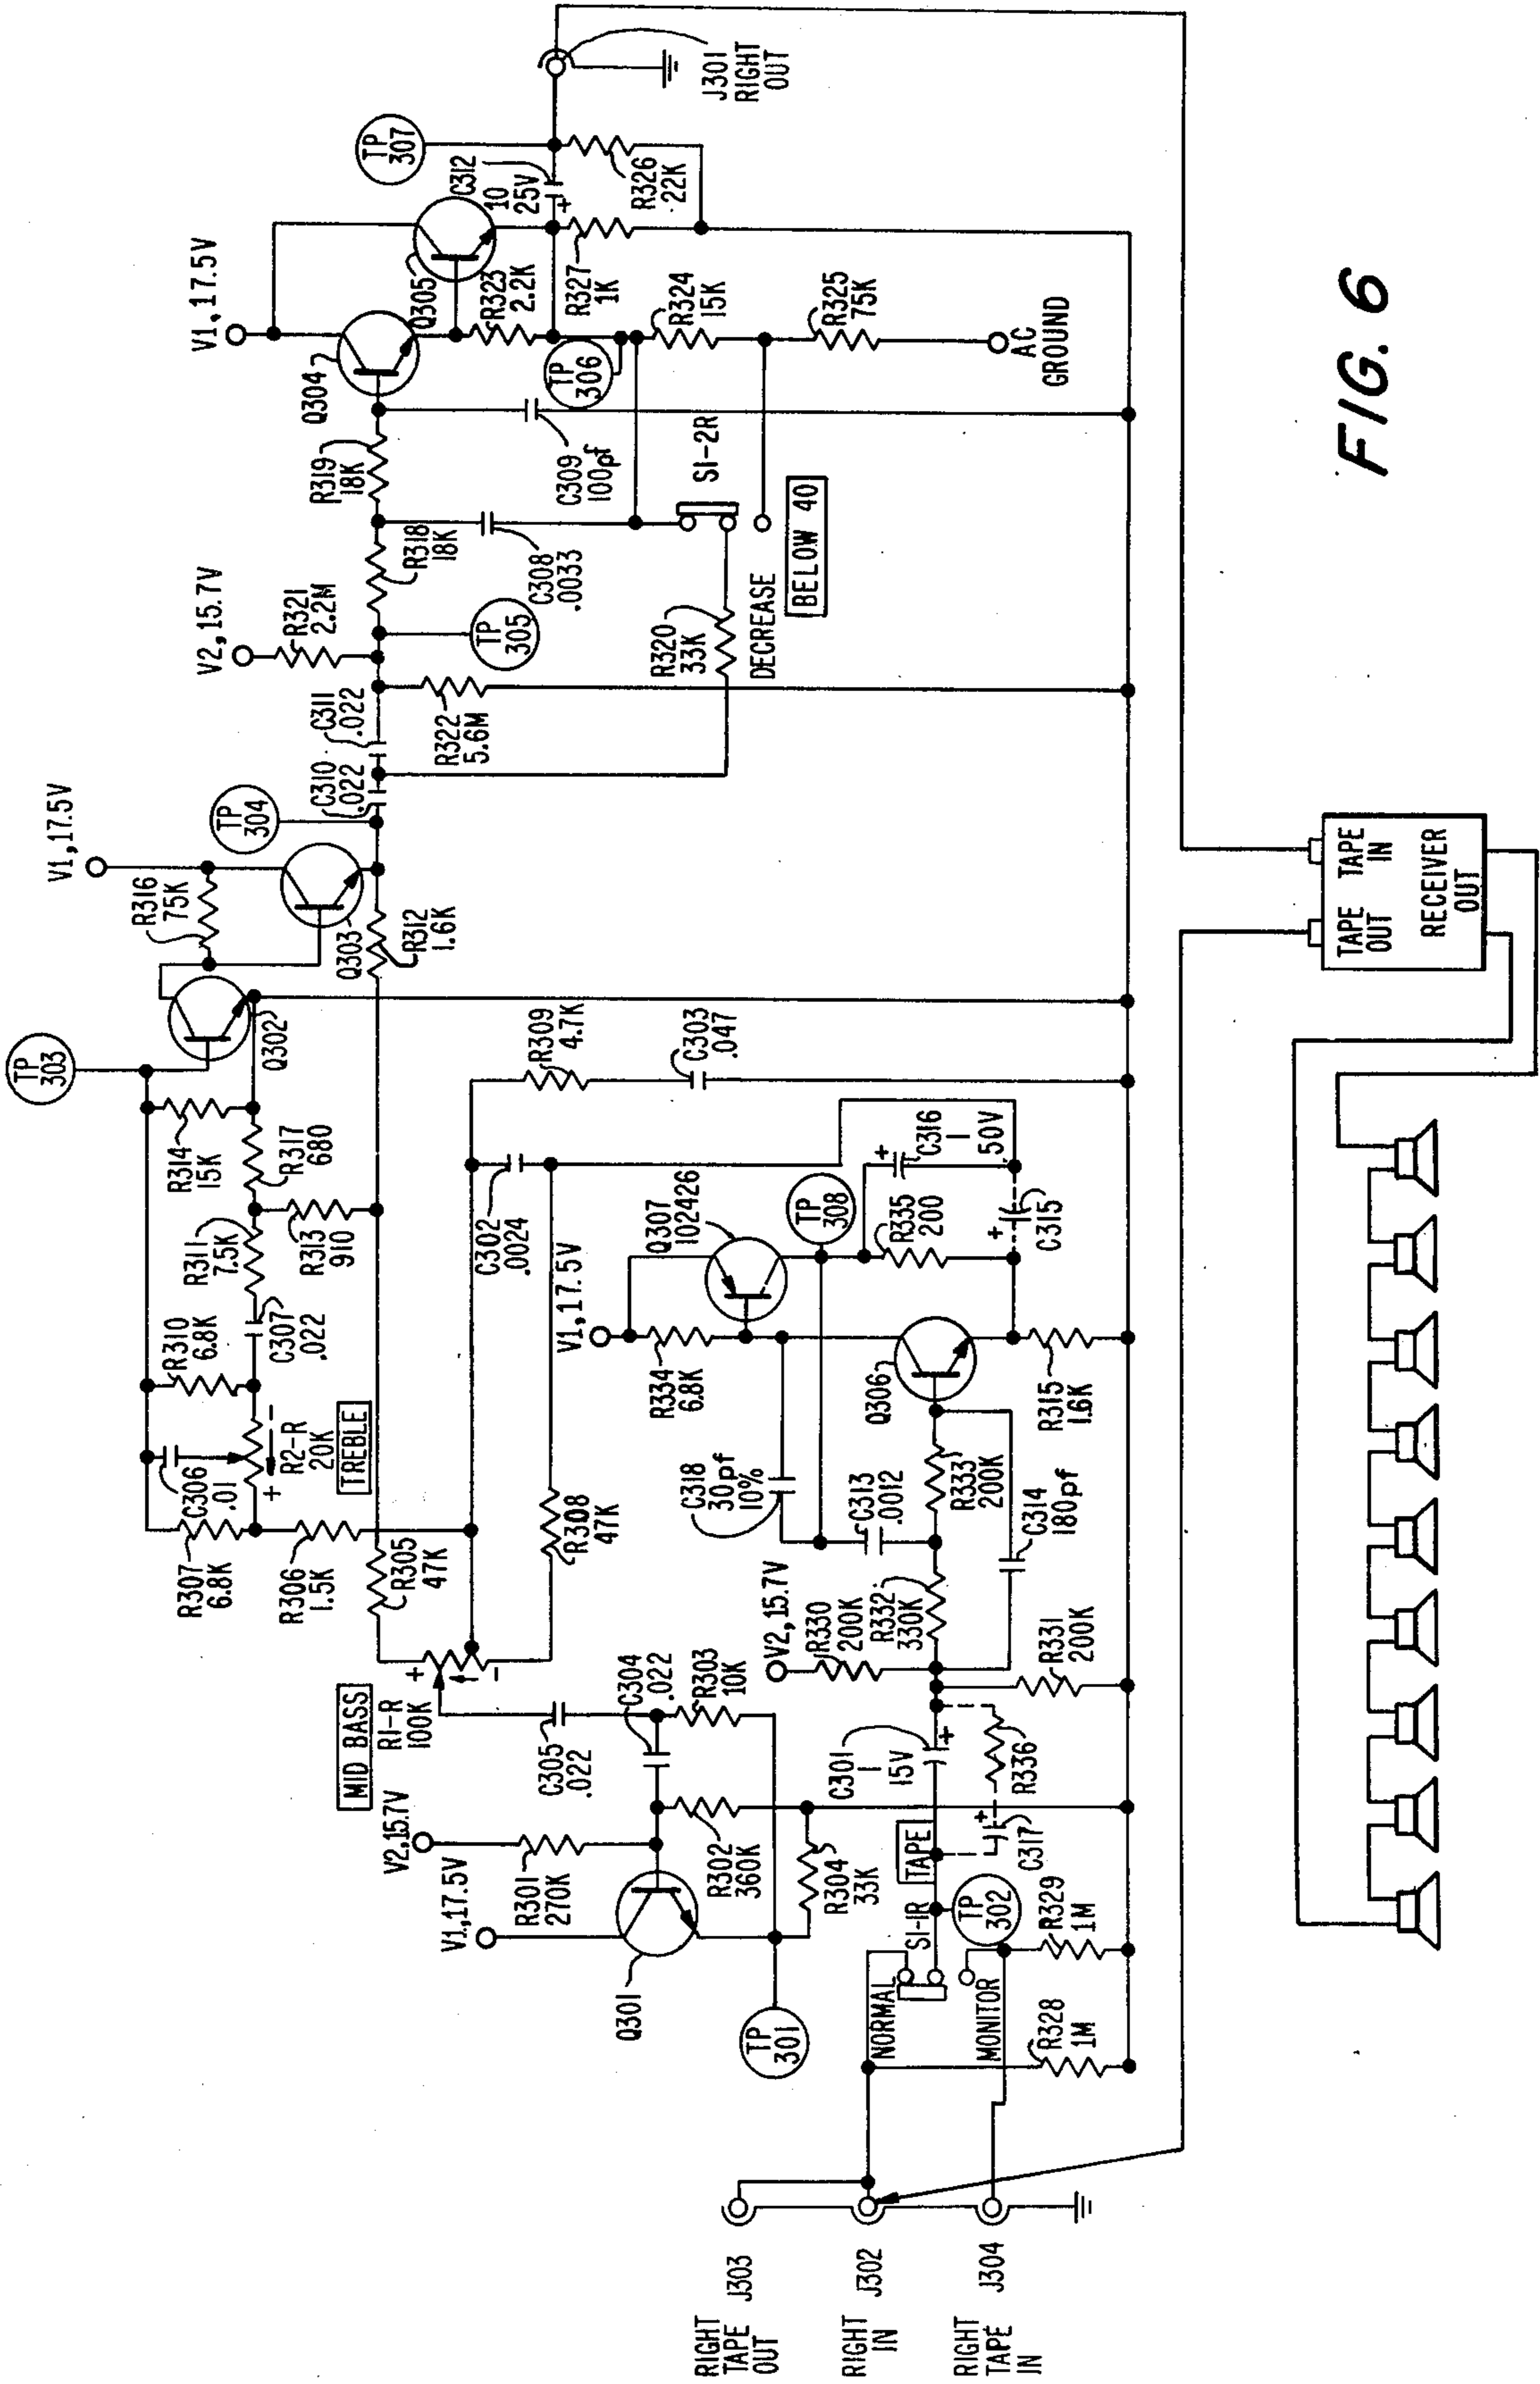 TP
303
V1, 17.5V
R316
75K
TP
304
Q302
Q303
R312
1.6K
R314
15K
R317
680
R311
7.5K
R313
910
R310
6.8K
C307
.022
C306
.01
R2-R
20K
TREBLE
R307
6.8K
R306
1.5K
R305
47K
MID BASS
R1-R
100K
+
-
+
-
C305
.022
C304
.022
R303
10K
V2, 15.7V
V1, 17.5V
R301
270K
R302
360K
R304
33K
Q301
TP
301
C310
.022
C311
.022
R322
5.6M
V2, 15.7V
R321
2.2M
TP
305
R318
18K
R319
18K
C308
.0033
C309
100pf
R320
33K
S1-2R
DECREASE
BELOW 40
V1, 17.5V
Q304
Q305
R323
2.2K
TP
306
R327
1K
R324
15K
R325
75K
AC
GROUND
C312
10
25V
+
TP
307
R326
22K
J301
RIGHT
OUT
R309
4.7K
C303
.047
C302
.0024
R308
47K
V1, 17.5V
Q307
102426
TP
308
C316
1
50V
+
R335
200
C315
+
R334
6.8K
Q306
R315
1.6K
C318
30pf
10%
C313
.0012
R333
200K
C314
180pf
V2, 15.7V
R330
200K
R332
330K
R331
200K
C301
1
15V
+
R336
C317
+
TAPE
S1-1R
TP
302
NORMAL
MONITOR
R329
1M
R328
1M
RIGHT
TAPE
OUT
J303
RIGHT
IN
J302
RIGHT
TAPE
IN
J304
TAPE
OUT
TAPE
IN
RECEIVER
OUT
FIG. 6